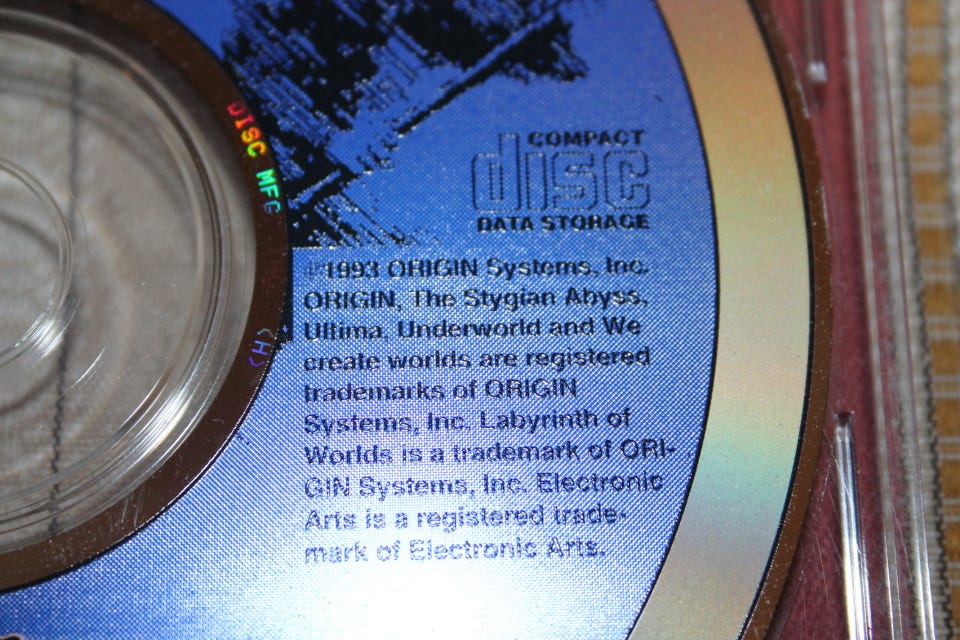 DISC MFG
(H)
COMPACT
disc
DATA STORAGE
©1993 ORIGIN Systems, Inc.
ORIGIN, The Stygian Abyss,
Ultima, Underworld and We
create worlds are registered
trademarks of ORIGIN
Systems, Inc. Labyrinth of
Worlds is a trademark of ORI-
GIN Systems, Inc. Electronic
Arts is a registered trade-
mark of Electronic Arts.